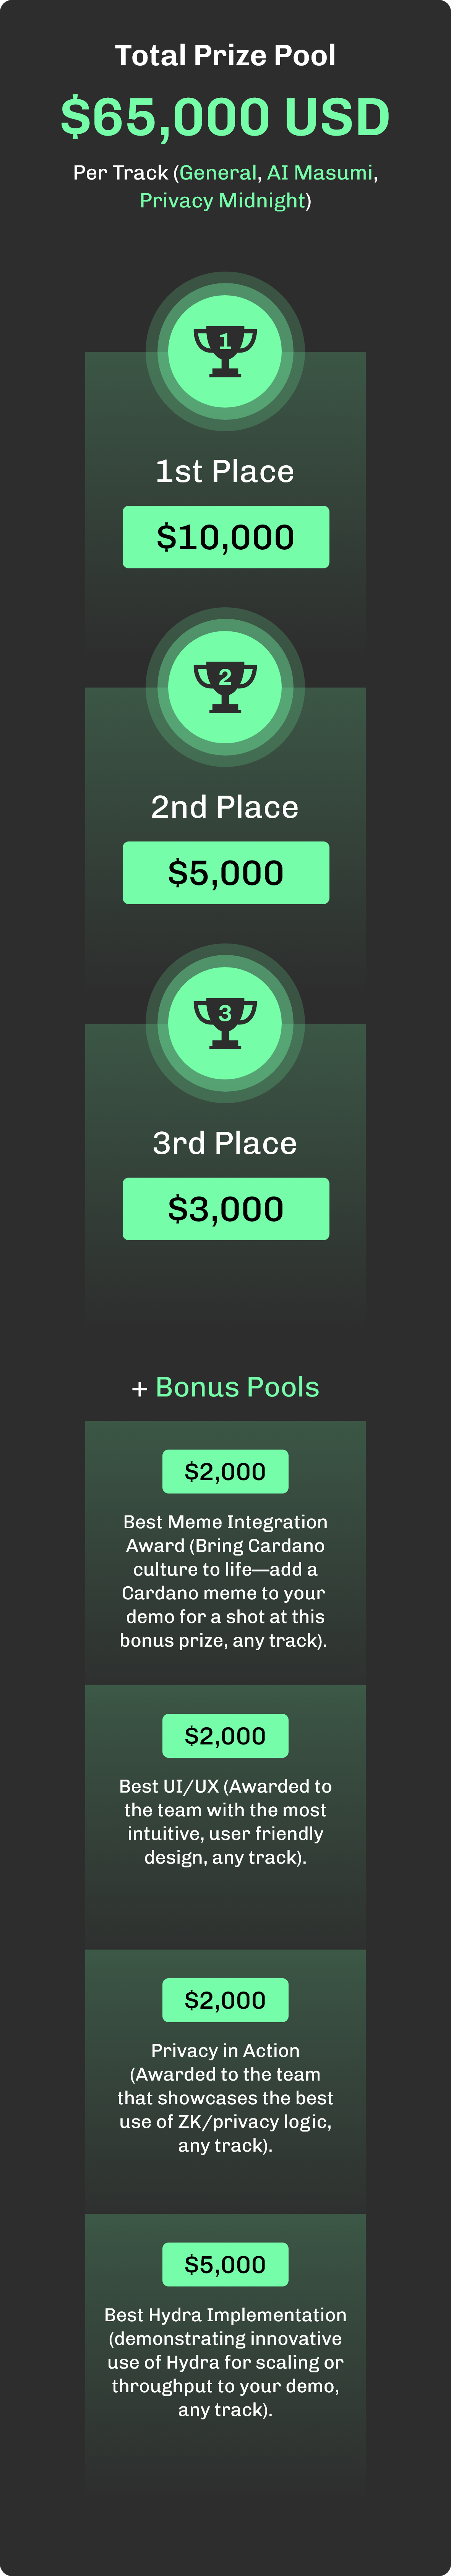 Total Prize Pool
$65,000 USD
Per Track (General, AI Masumi,
Privacy Midnight)
1
1st Place
$10,000
2
2nd Place
$5,000
3
3rd Place
$3,000
+ Bonus Pools
$2,000
Best Meme Integration
Award (Bring Cardano
culture to life—add a
Cardano meme to your
demo for a shot at this
bonus prize, any track).
$2,000
Best UI/UX (Awarded to
the team with the most
intuitive, user friendly
design, any track).
$2,000
Privacy in Action
(Awarded to the team
that showcases the best
use of ZK/privacy logic,
any track).
$5,000
Best Hydra Implementation
(demonstrating innovative
use of Hydra for scaling or
throughput to your demo,
any track).